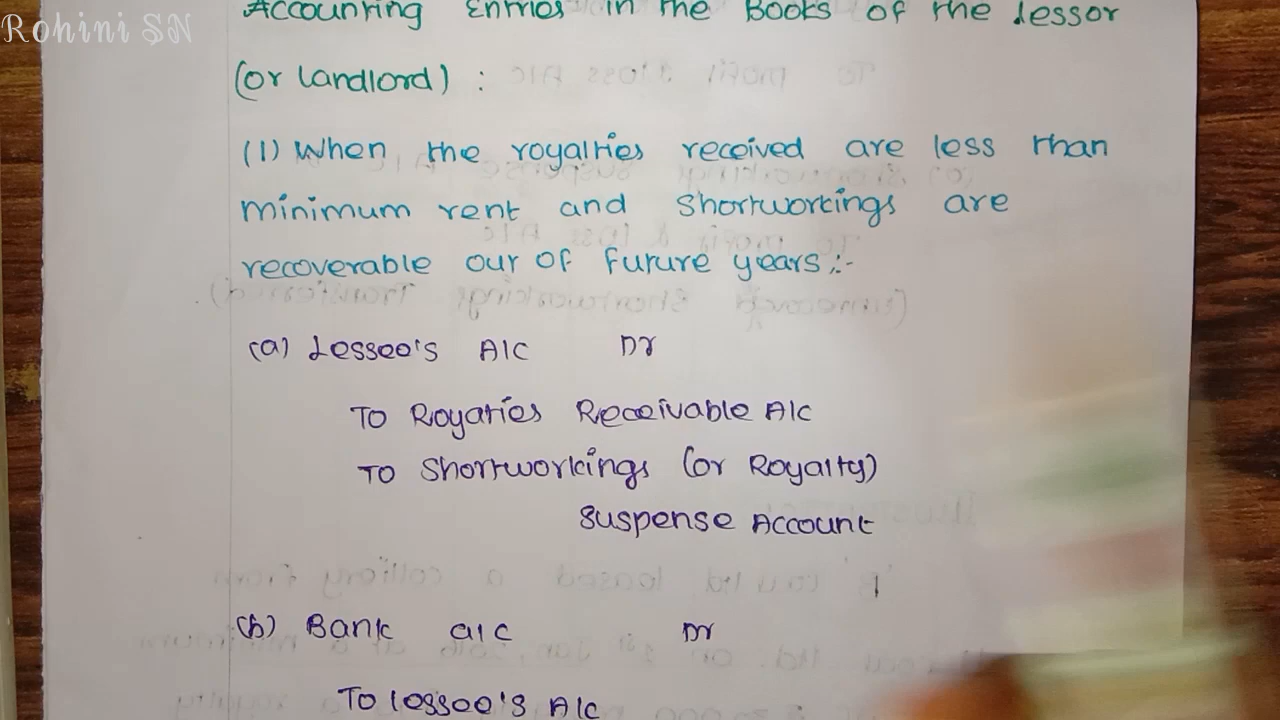 Rohini SN
Accounting Entries in the Books of the lessor
(or landlord) :
(1) When the royalties received are less than
minimum rent and shortworkings are
recoverable out of future years :-
(a) Lessee's A/c Dr
To Royaties Receivable A/c
To Shortworkings (or Royalty)
Suspense Account
(b) Bank a/c Dr
To lessee's A/c